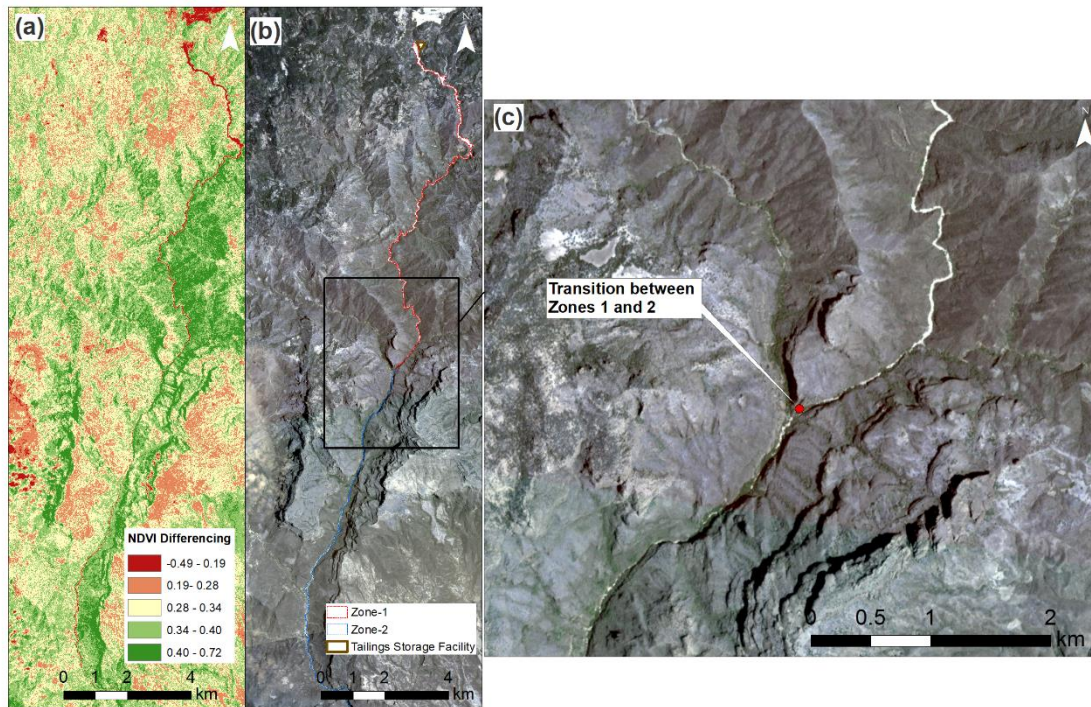 (a)
NDVI Differencing
-0.49 - 0.19
0.19- 0.28
0.28 - 0.34
0.34 - 0.40
0.40 - 0.72
0 1 2 4
km
(b)
Zone-1
Zone-2
Tailings Storage Facility
0 1 2 4
km
(c)
Transition between
Zones 1 and 2
0 0.5 1 2
km